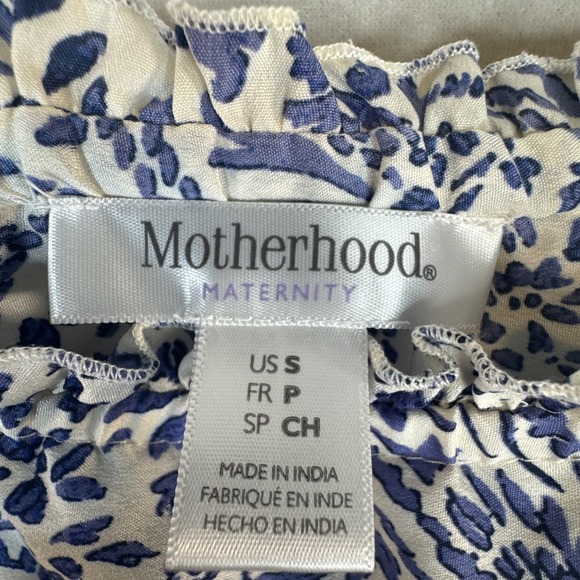 Motherhood®
MATERNITY
US S
FR P
SP CH
MADE IN INDIA
FABRIQUÉ EN INDE
HECHO EN INDIA